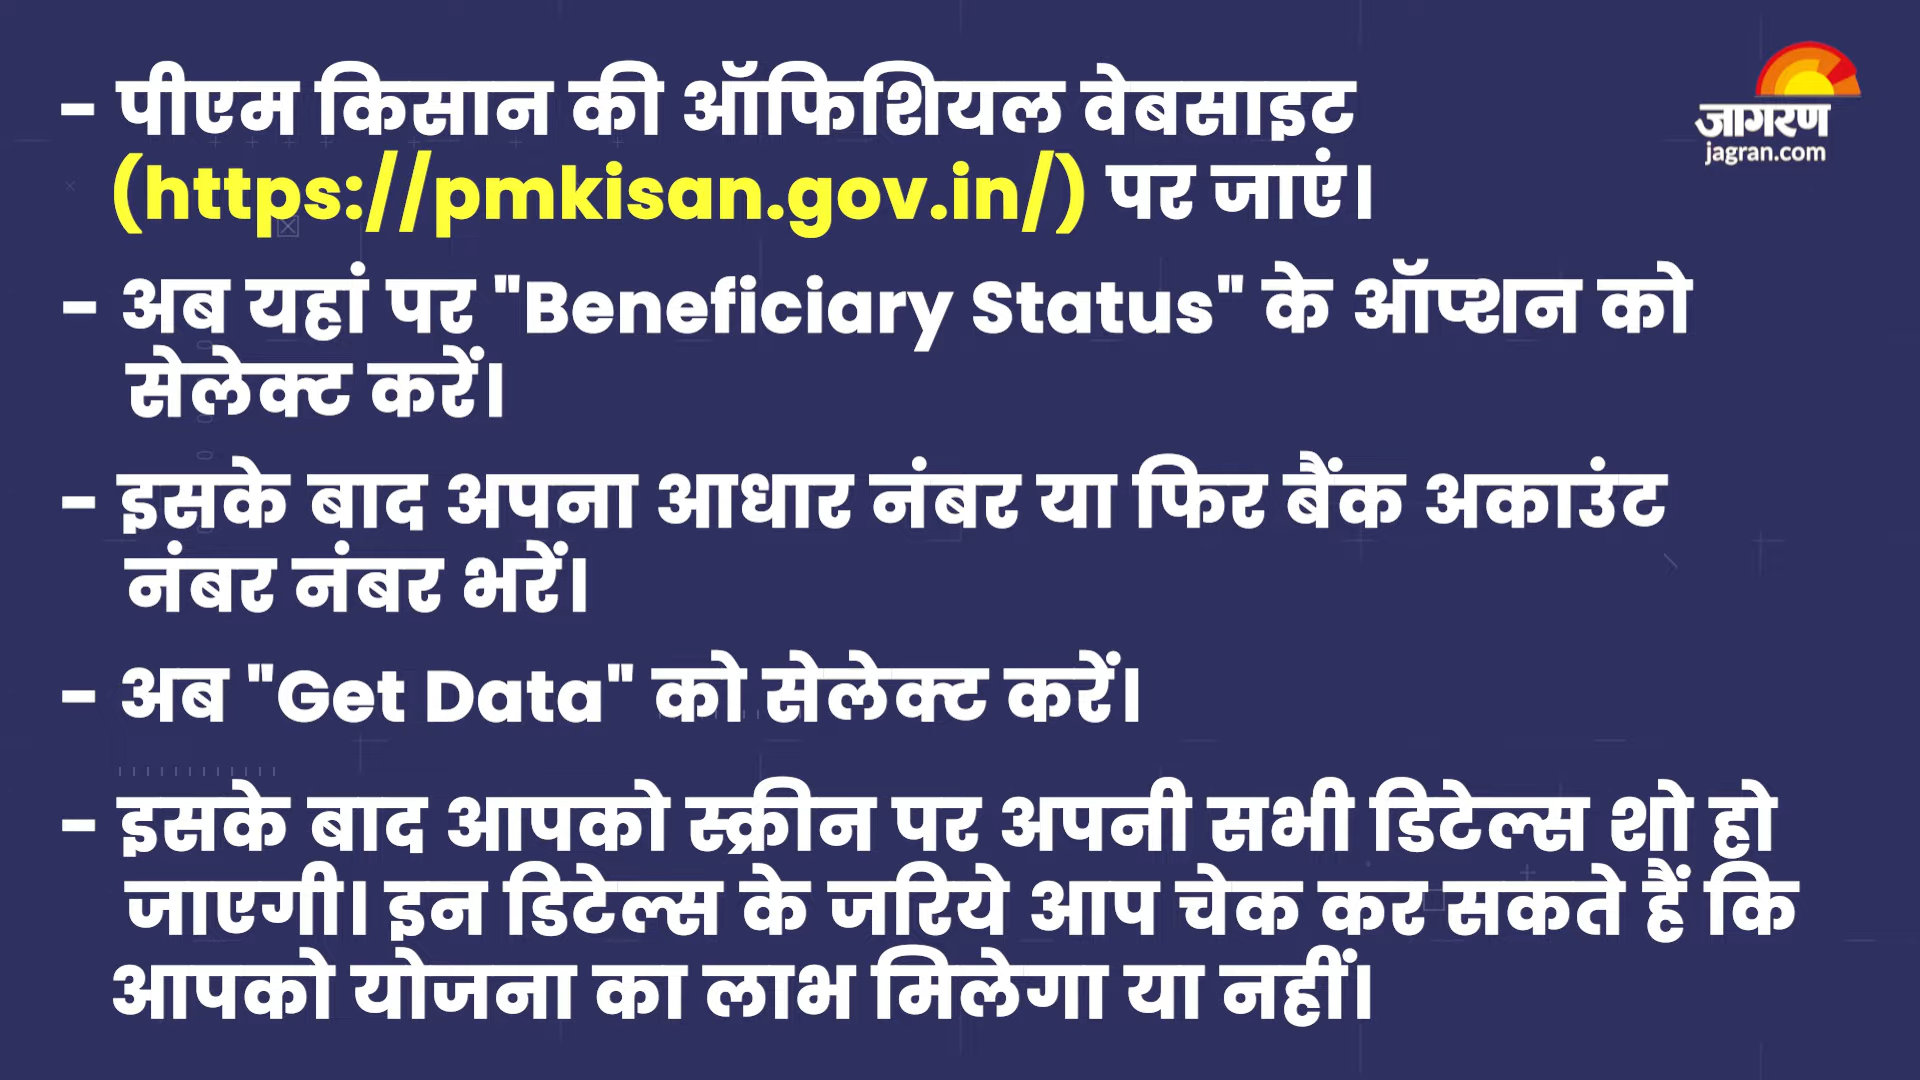 - पीएम किसान की ऑफिशियल वेबसाइट
(https://pmkisan.gov.in/) पर जाएं।
जागरण
jagran.com
- अब यहां पर "Beneficiary Status" के ऑप्शन को
सेलेक्ट करें।
- इसके बाद अपना आधार नंबर या फिर बैंक अकाउंट
नंबर नंबर भरें।
- अब "Get Data" को सेलेक्ट करें।
- इसके बाद आपको स्क्रीन पर अपनी सभी डिटेल्स शो हो
जाएगी। इन डिटेल्स के जरिये आप चेक कर सकते हैं कि
आपको योजना का लाभ मिलेगा या नहीं।